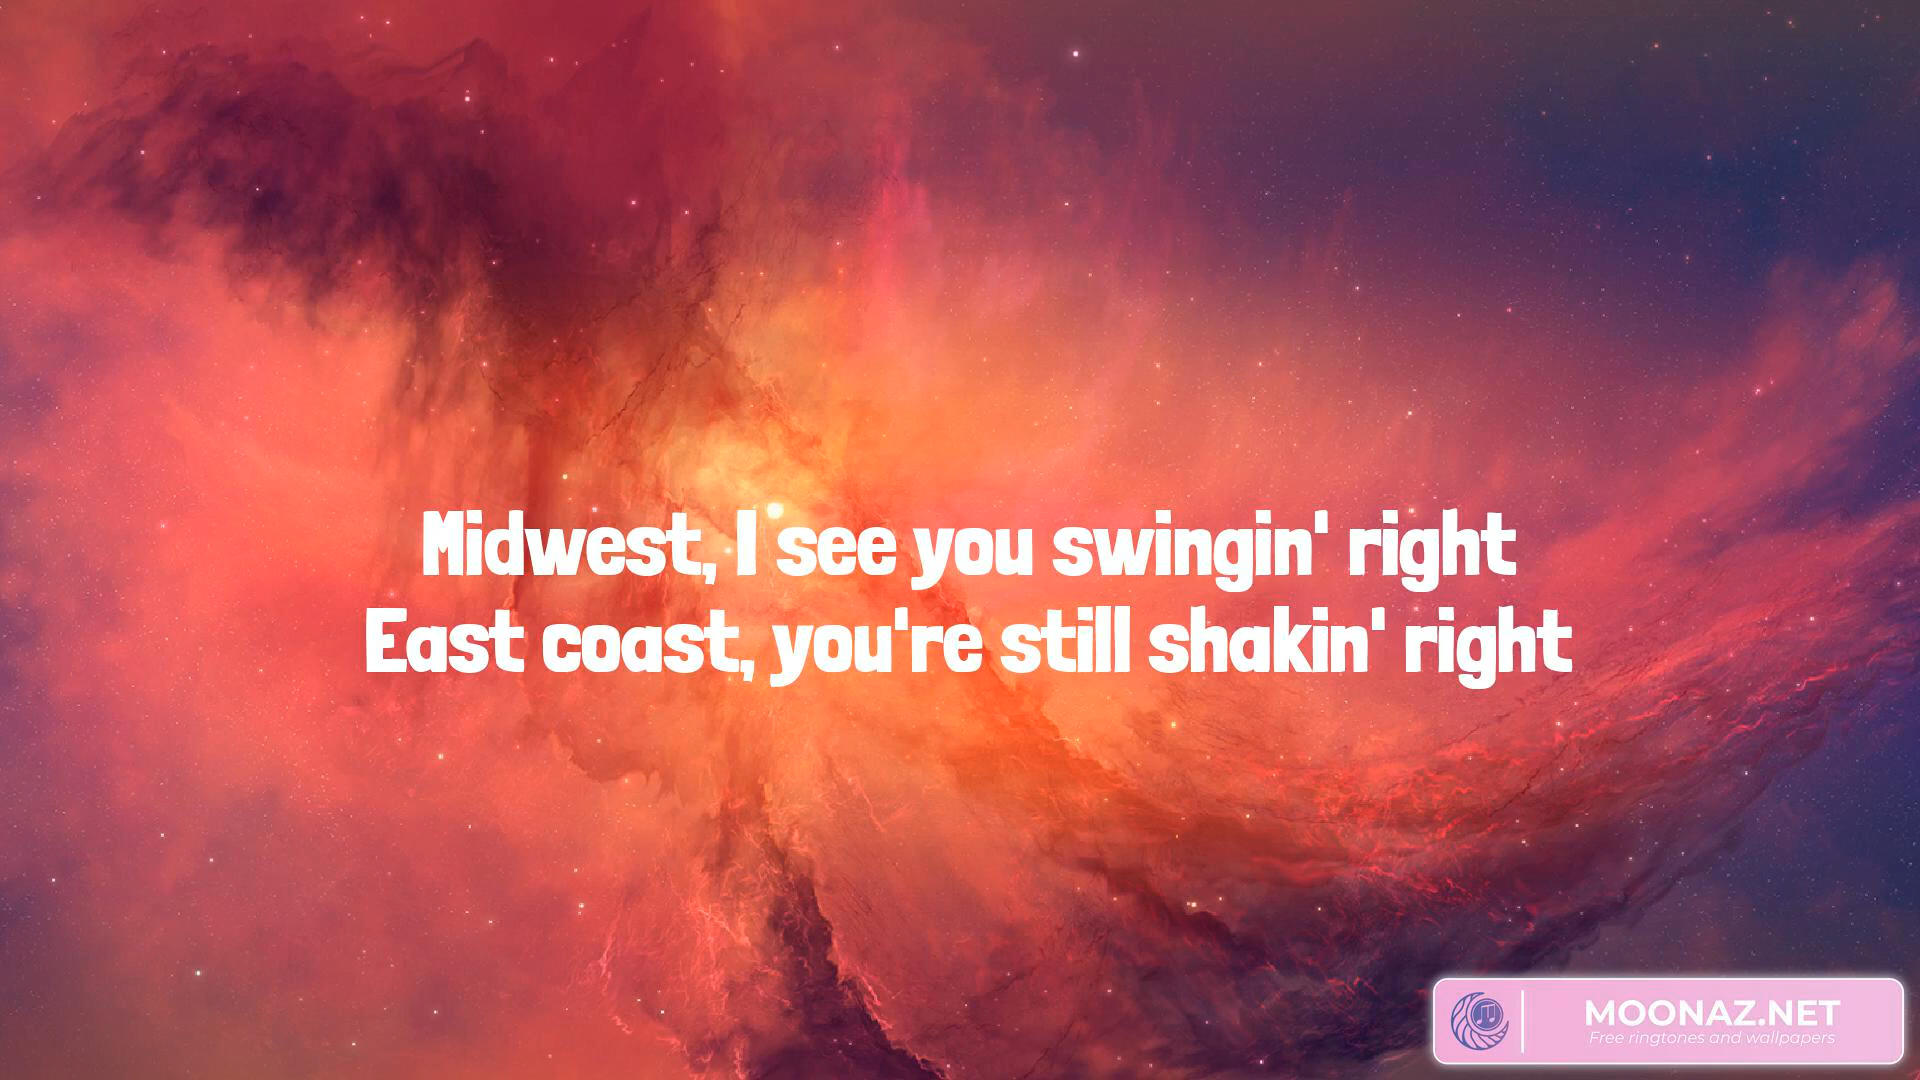 Midwest, I see you swingin' right
East coast, you're still shakin' right
MOONAZ.NET
Free ringtones and wallpapers